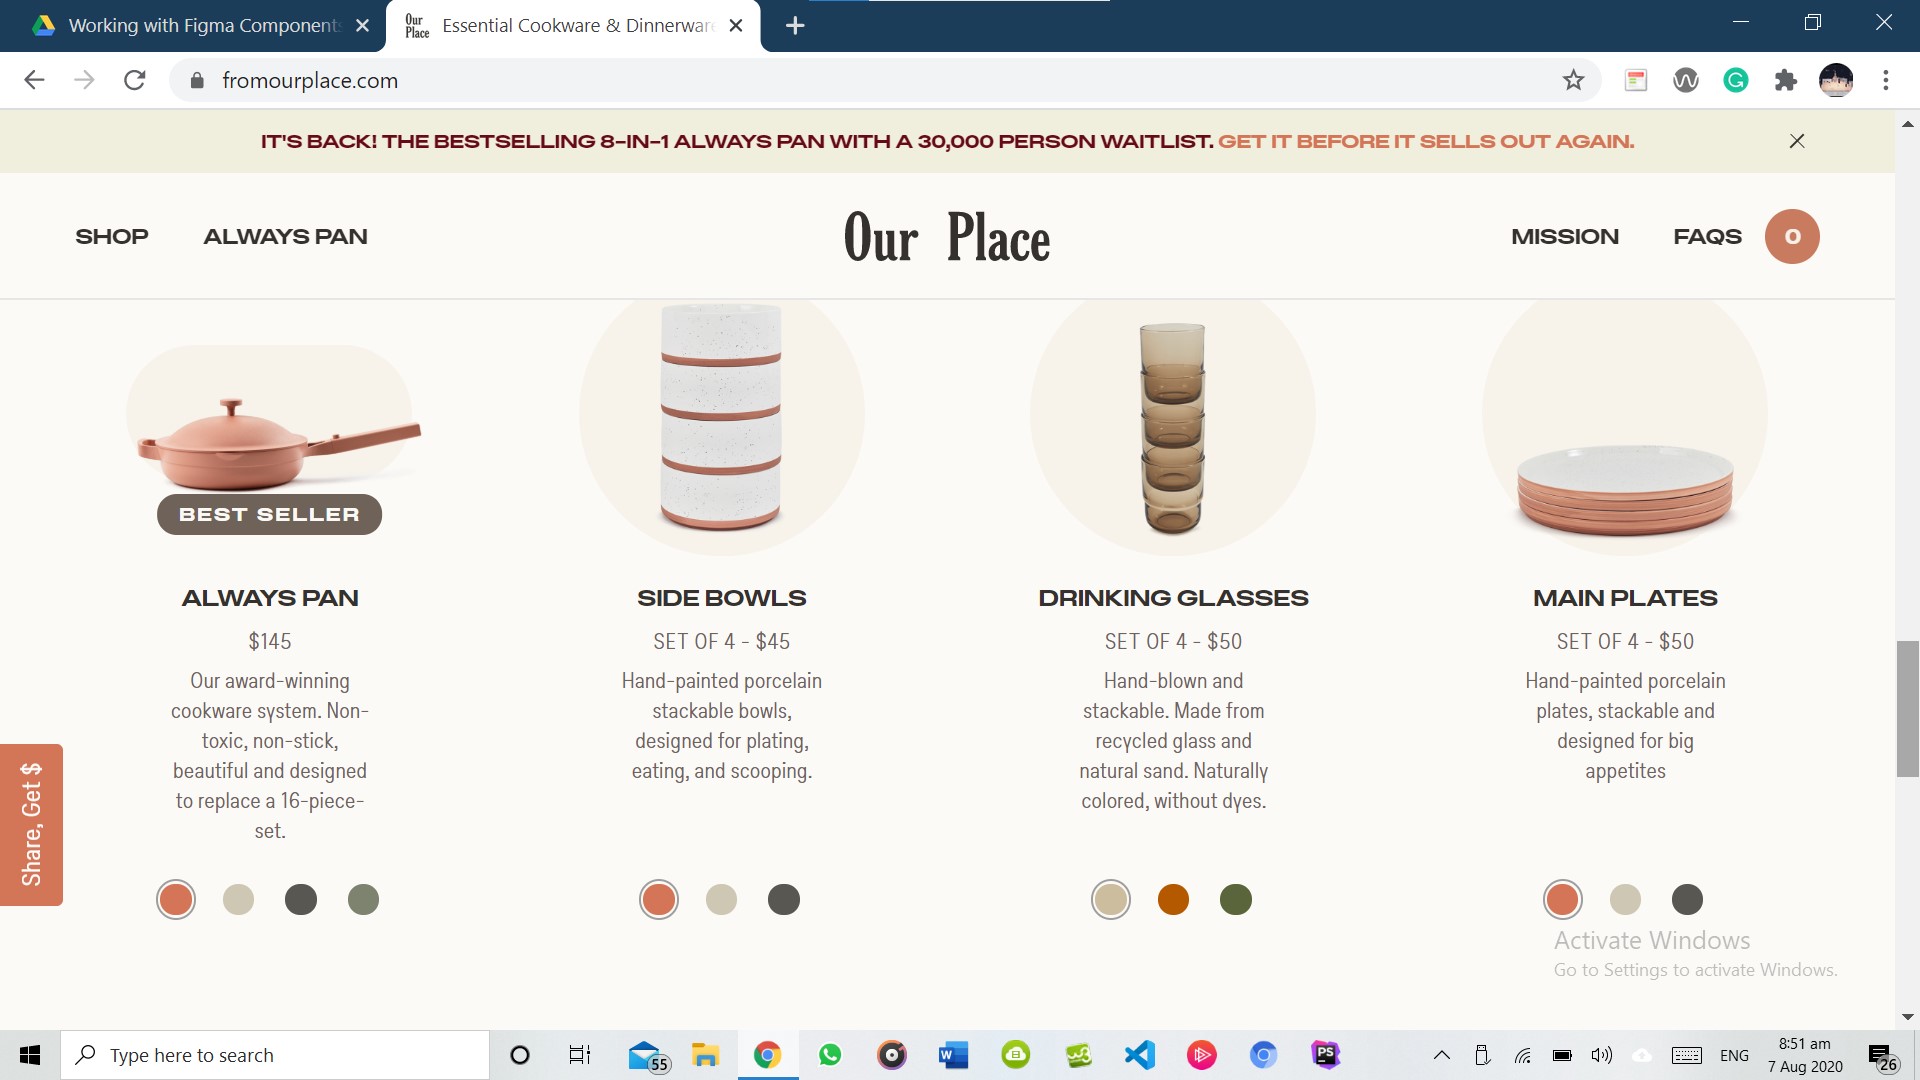 Working with Figma Components
Our Place
Essential Cookware & Dinnerware
fromourplace.com
IT'S BACK! THE BESTSELLING 8-IN-1 ALWAYS PAN WITH A 30,000 PERSON WAITLIST. GET IT BEFORE IT SELLS OUT AGAIN.
SHOP
ALWAYS PAN
Our Place
MISSION
FAQS
0
BEST SELLER
ALWAYS PAN
$145
Our award-winning
cookware system. Non-
toxic, non-stick,
beautiful and designed
to replace a 16-piece-
set.
SIDE BOWLS
SET OF 4 - $45
Hand-painted porcelain
stackable bowls,
designed for plating,
eating, and scooping.
DRINKING GLASSES
SET OF 4 - $50
Hand-blown and
stackable. Made from
recycled glass and
natural sand. Naturally
colored, without dyes.
MAIN PLATES
SET OF 4 - $50
Hand-painted porcelain
plates, stackable and
designed for big
appetites
Share, Get $
Activate Windows
Go to Settings to activate Windows.
Type here to search
55
W
PS
ENG
8:51 am
7 Aug 2020
26